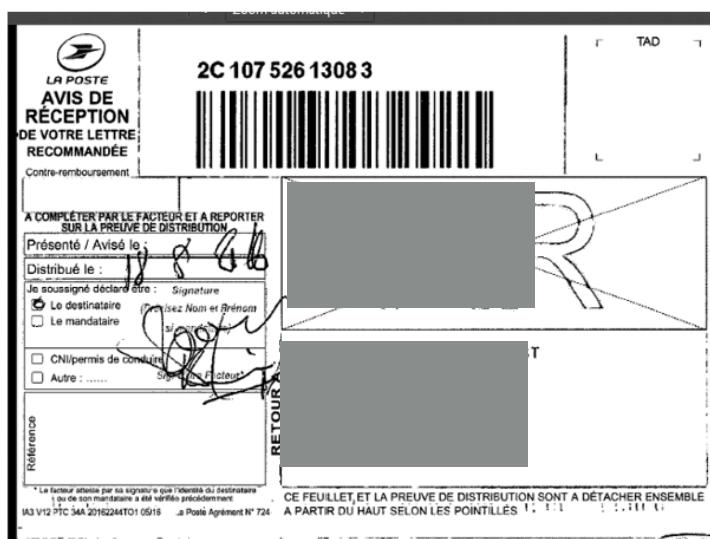 Zoom automatique
TAD
LA POSTE
2C 107 526 1308 3
AVIS DE
RÉCEPTION
DE VOTRE LETTRE
RECOMMANDÉE
Contre-remboursement
A COMPLÉTER PAR LE FACTEUR ET A REPORTER
SUR LA PREUVE DE DISTRIBUTION
Présenté / Avisé le :
Distribué le :
18 8
Je soussigné déclare être : Signature
Le destinataire (Précisez Nom et Prénom
Le mandataire si mandataire)
CNI/permis de conduire
Autre : ...... Signature Facteur*
Référence
RETOUR
ST
R
* Le facteur atteste par sa signature que l'identité du destinataire
ou de son mandataire a été vérifiée précédemment
IA3 V12 PTC 34A 20162244TO1 05/16 La Poste Agrément N° 724
CE FEUILLET ET LA PREUVE DE DISTRIBUTION SONT A DÉTACHER ENSEMBLE
A PARTIR DU HAUT SELON LES POINTILLÉS